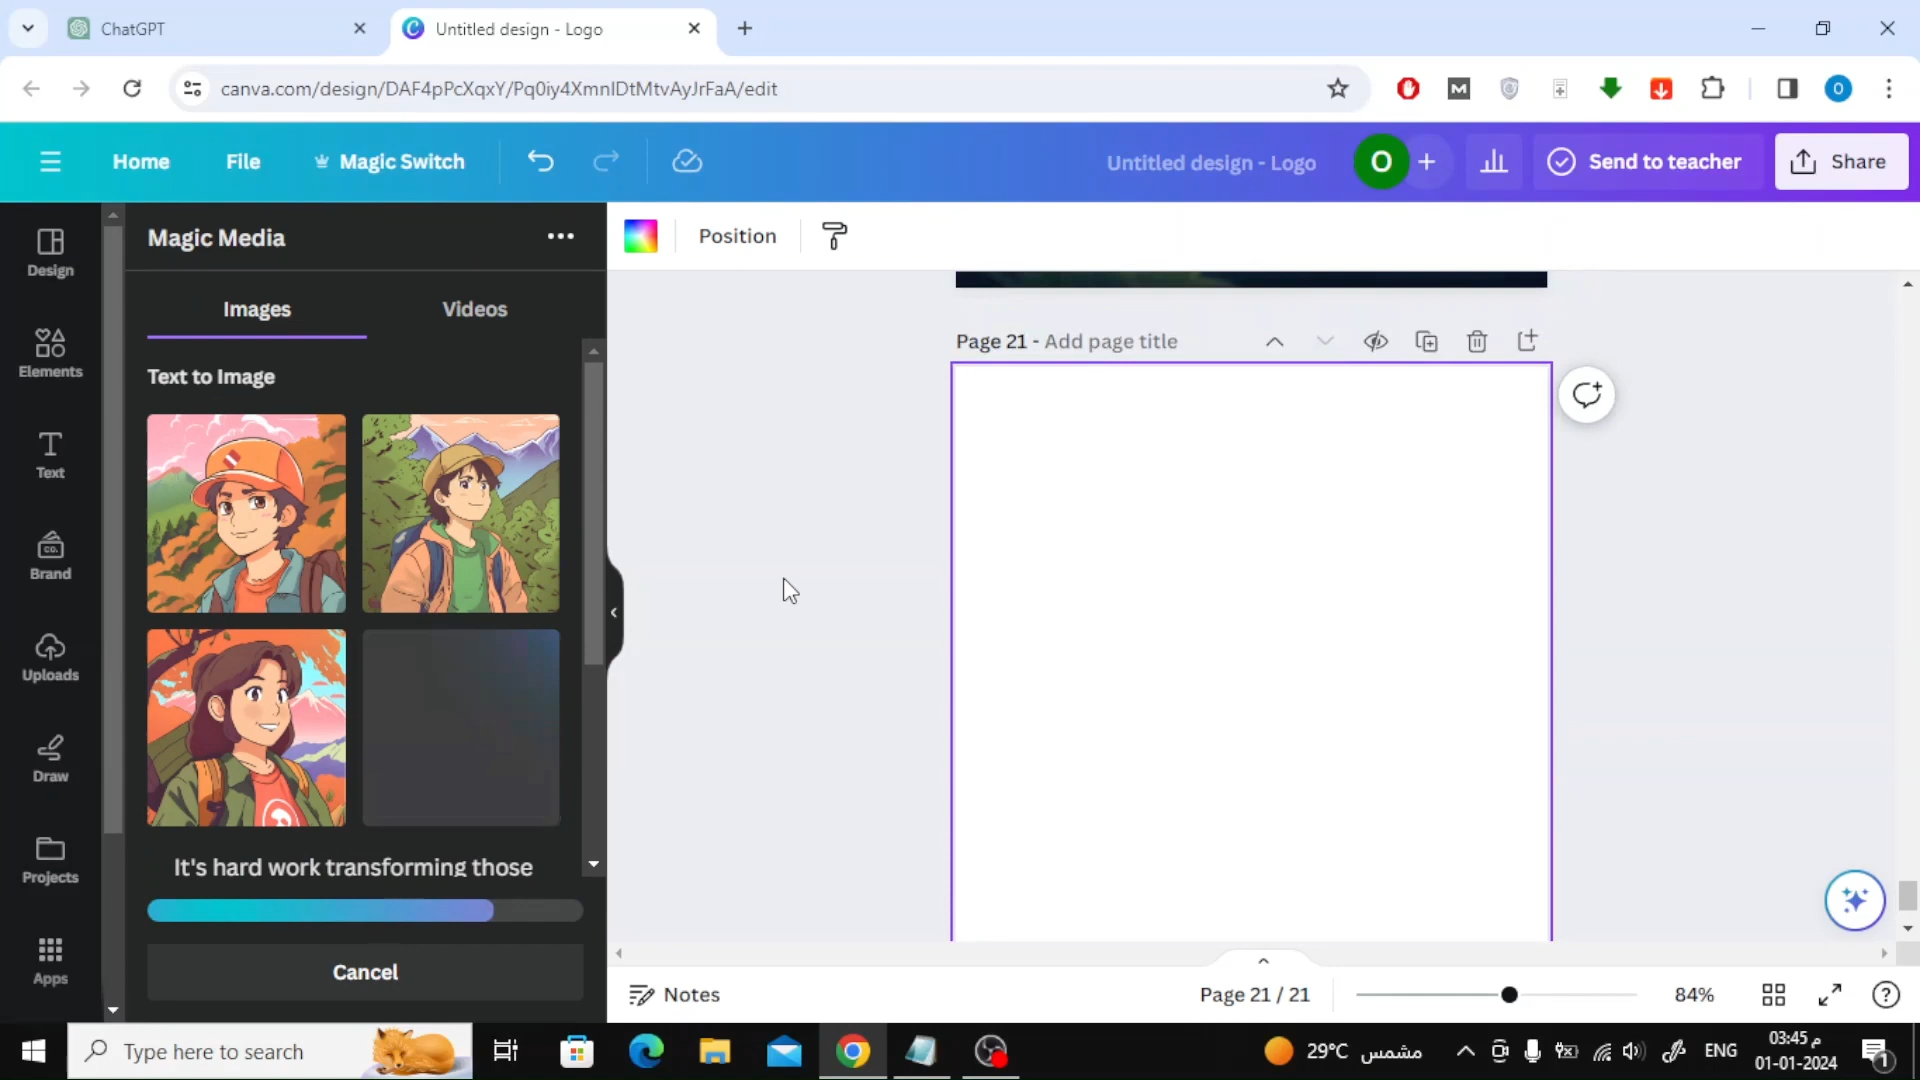 ChatGPT
Untitled design - Logo
canva.com/design/DAF4pPcXqxY/Pq0iy4XmnlDtMtvAyJrFaA/edit
Home
File
Magic Switch
Untitled design - Logo
O
Send to teacher
Share
Design
Elements
Text
Brand
Uploads
Draw
Projects
Apps
Magic Media
Images
Videos
Text to Image
It's hard work transforming those
Cancel
Position
Page 21 - Add page title
Notes
Page 21 / 21
84%
Type here to search
29°C مشمس
ENG
03:45 م
01-01-2024
1